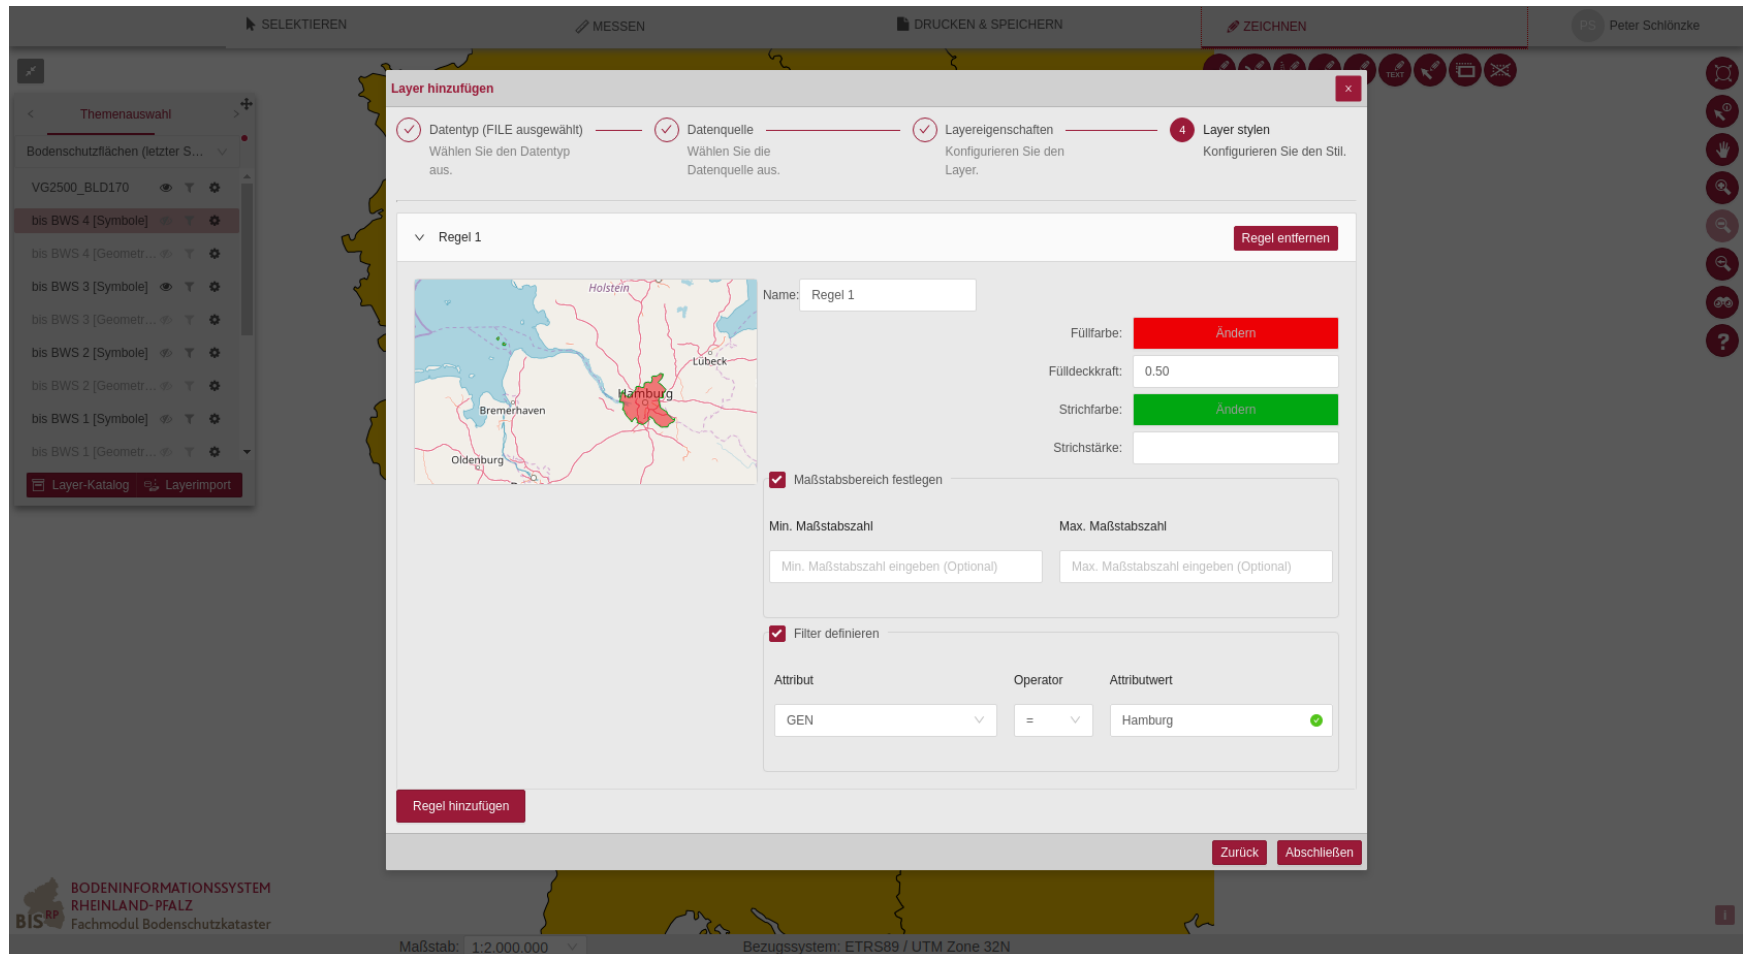 SELEKTIEREN
MESSEN
DRUCKEN & SPEICHERN
ZEICHNEN
PS
Peter Schlönzke
TEXT
Themenauswahl
Bodenschutzflächen (letzter S...
VG2500_BLD170
bis BWS 4 [Symbole]
bis BWS 4 [Geometr...
bis BWS 3 [Symbole]
bis BWS 3 [Geometr...
bis BWS 2 [Symbole]
bis BWS 2 [Geometr...
bis BWS 1 [Symbole]
bis BWS 1 [Geometr...
Layer-Katalog
Layerimport
Layer hinzufügen
×
Datentyp (FILE ausgewählt)
Wählen Sie den Datentyp
aus.
Datenquelle
Wählen Sie die
Datenquelle aus.
Layereigenschaften
Konfigurieren Sie den
Layer.
4
Layer stylen
Konfigurieren Sie den Stil.
Regel 1
Regel entfernen
Holstein
Lübeck
Hamburg
Bremerhaven
Oldenburg
Name:
Regel 1
Füllfarbe:
Ändern
Fülldeckkraft:
0.50
Strichfarbe:
Ändern
Strichstärke:
Maßstabsbereich festlegen
Min. Maßstabszahl
Max. Maßstabszahl
Min. Maßstabszahl eingeben (Optional)
Max. Maßstabszahl eingeben (Optional)
Filter definieren
Attribut
Operator
Attributwert
GEN
=
Hamburg
Regel hinzufügen
Zurück
Abschließen
BIS RP
BODENINFORMATIONSSYSTEM
RHEINLAND-PFALZ
Fachmodul Bodenschutzkataster
i
Maßstab:
1:2.000.000
Bezugssystem: ETRS89 / UTM Zone 32N